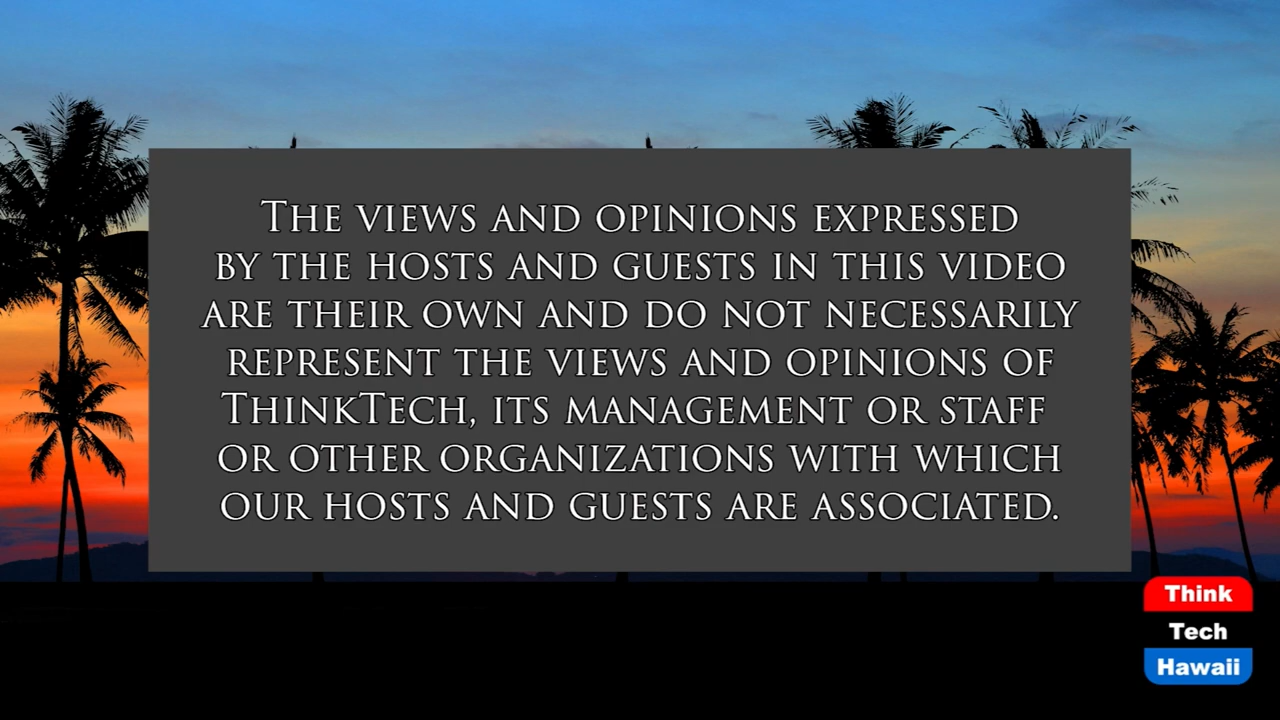 The views and opinions expressed
by the hosts and guests in this video
are their own and do not necessarily
represent the views and opinions of
ThinkTech, its management or staff
or other organizations with which
our hosts and guests are associated.
Think
Tech
Hawaii